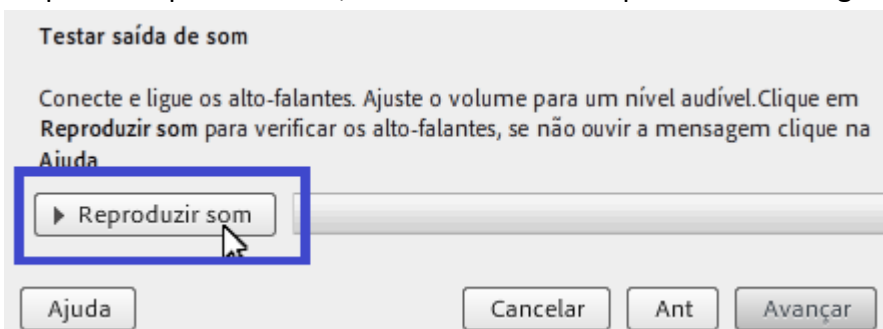 Testar saída de som
Conecte e ligue os alto-falantes. Ajuste o volume para um nível audível.Clique em
Reproduzir som para verificar os alto-falantes, se não ouvir a mensagem clique na
Ajuda
Reproduzir som
Ajuda Cancelar Ant Avançar